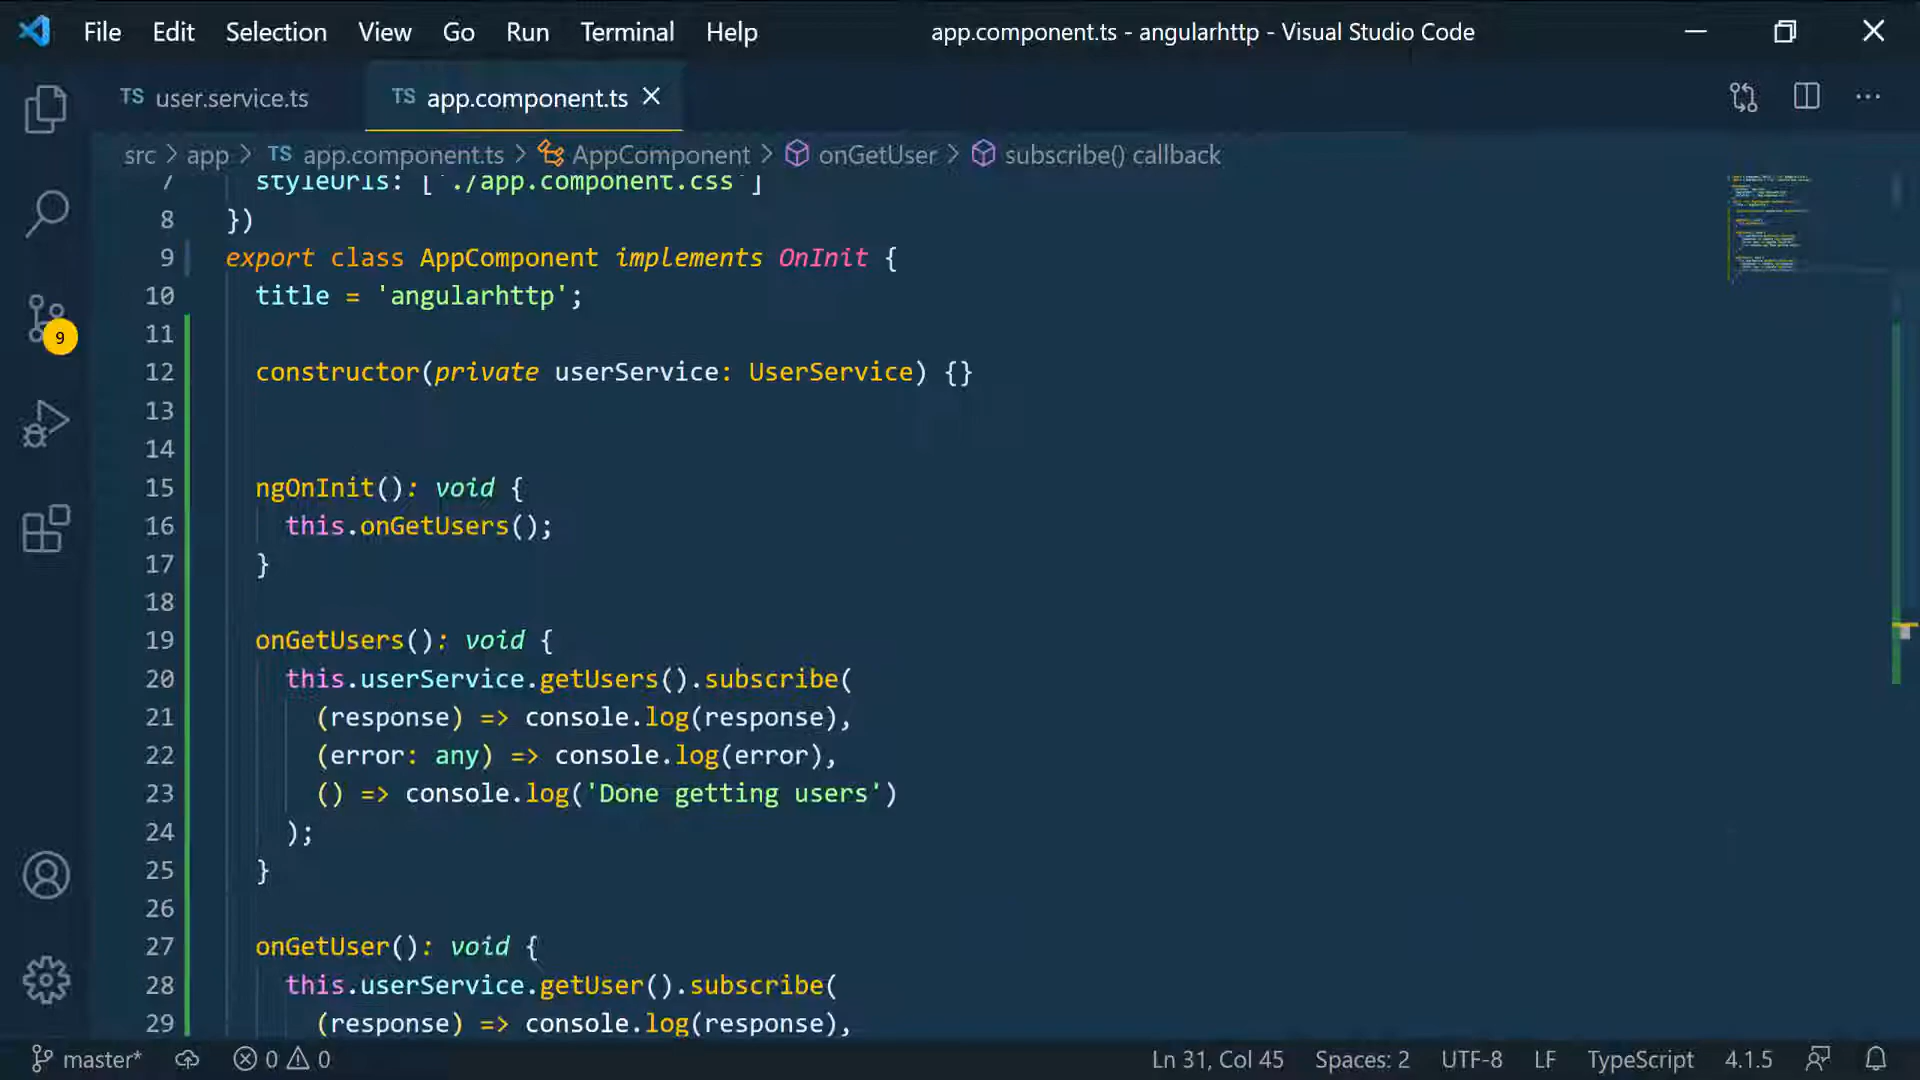 File Edit Selection View Go Run Terminal Help app.component.ts - angularhttp - Visual Studio Code
TS user.service.ts TS app.component.ts
src > app > TS app.component.ts > AppComponent > onGetUser > subscribe() callback
7 styleUrls: ['./app.component.css']
8 })
9 export class AppComponent implements OnInit {
10 title = 'angularhttp';
11
12 constructor(private userService: UserService) {}
13
14
15 ngOnInit(): void {
16 this.onGetUsers();
17 }
18
19 onGetUsers(): void {
20 this.userService.getUsers().subscribe(
21 (response) => console.log(response),
22 (error: any) => console.log(error),
23 () => console.log('Done getting users')
24 );
25 }
26
27 onGetUser(): void {
28 this.userService.getUser().subscribe(
29 (response) => console.log(response),
9
master* 0 0 Ln 31, Col 45 Spaces: 2 UTF-8 LF TypeScript 4.1.5